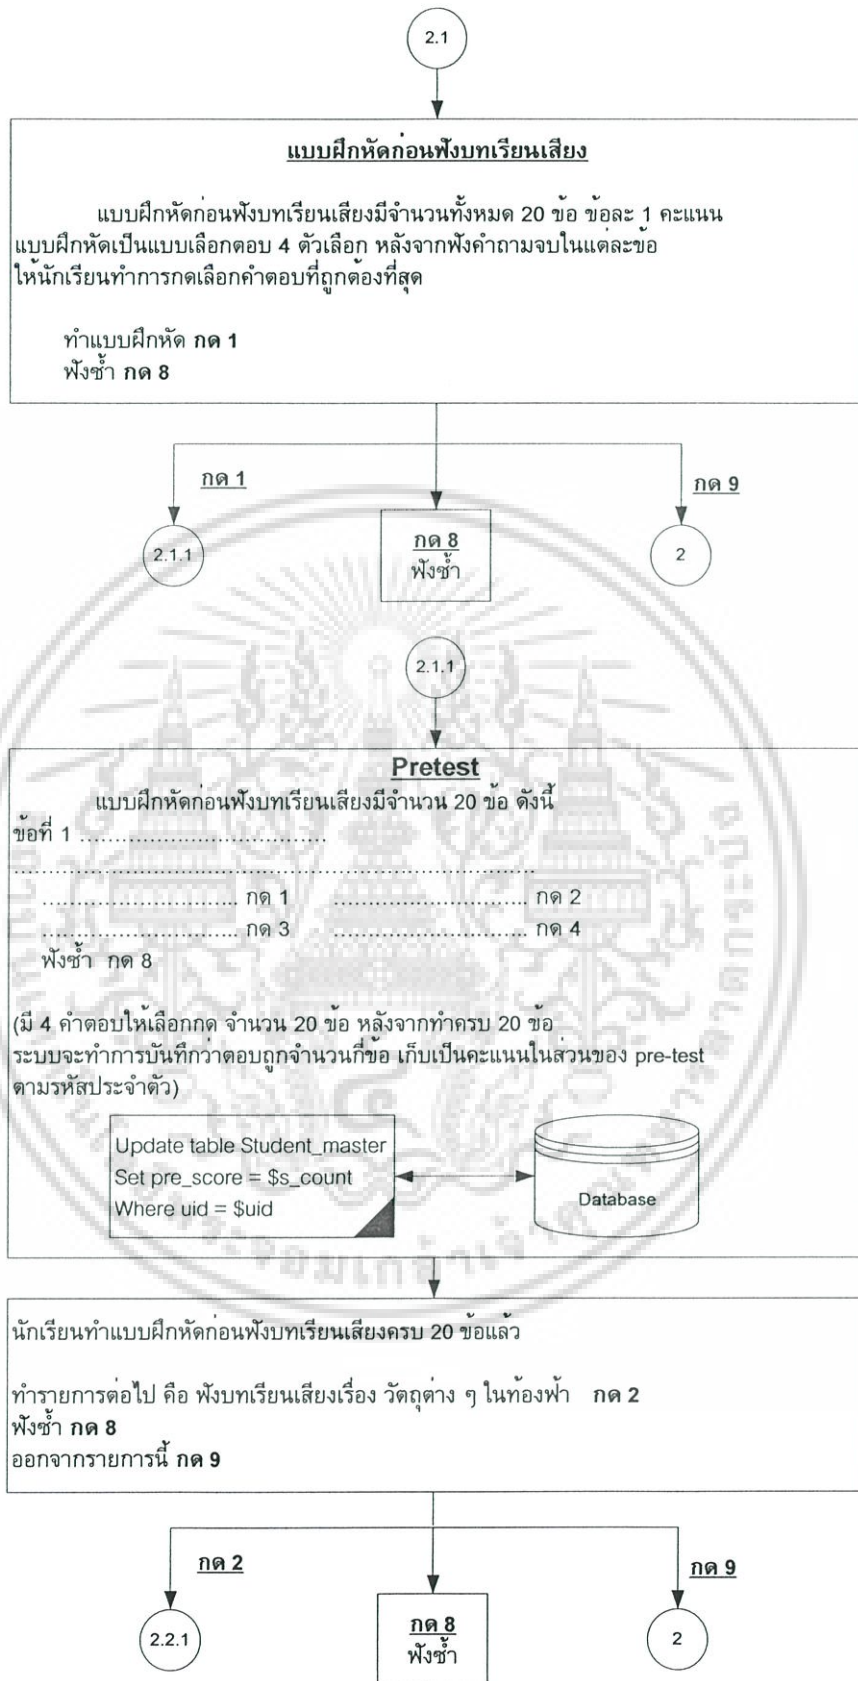 2.1
แบบฝึกหัดก่อนฟังบทเรียนเสียง
แบบฝึกหัดก่อนฟังบทเรียนเสียงมีจำนวนทั้งหมด 20 ข้อ ข้อละ 1 คะแนน
แบบฝึกหัดเป็นแบบเลือกตอบ 4 ตัวเลือก หลังจากฟังคำถามจบในแต่ละข้อ
ให้นักเรียนทำการกดเลือกคำตอบที่ถูกต้องที่สุด
ทำแบบฝึกหัด กด 1
ฟังซ้ำ กด 8
กด 1
กด 9
2.1.1
กด 8
ฟังซ้ำ
2
2.1.1
Pretest
แบบฝึกหัดก่อนฟังบทเรียนเสียงมีจำนวน 20 ข้อ ดังนี้
ข้อที่ 1 ..................................
........................................................................
........................... กด 1 ........................... กด 2
........................... กด 3 ........................... กด 4
ฟังซ้ำ กด 8
(มี 4 คำตอบให้เลือกกด จำนวน 20 ข้อ หลังจากทำครบ 20 ข้อ
ระบบจะทำการบันทึกว่าตอบถูกจำนวนกี่ข้อ เก็บเป็นคะแนนในส่วนของ pre-test
ตามรหัสประจำตัว)
Update table Student_master
Set pre_score = $s_count
Where uid = $uid
Database
นักเรียนทำแบบฝึกหัดก่อนฟังบทเรียนเสียงครบ 20 ข้อแล้ว
ทำรายการต่อไป คือ ฟังบทเรียนเสียงเรื่อง วัตถุต่าง ๆ ในท้องฟ้า กด 2
ฟังซ้ำ กด 8
ออกจากรายการนี้ กด 9
กด 2
กด 9
2.2.1
กด 8
ฟังซ้ำ
2